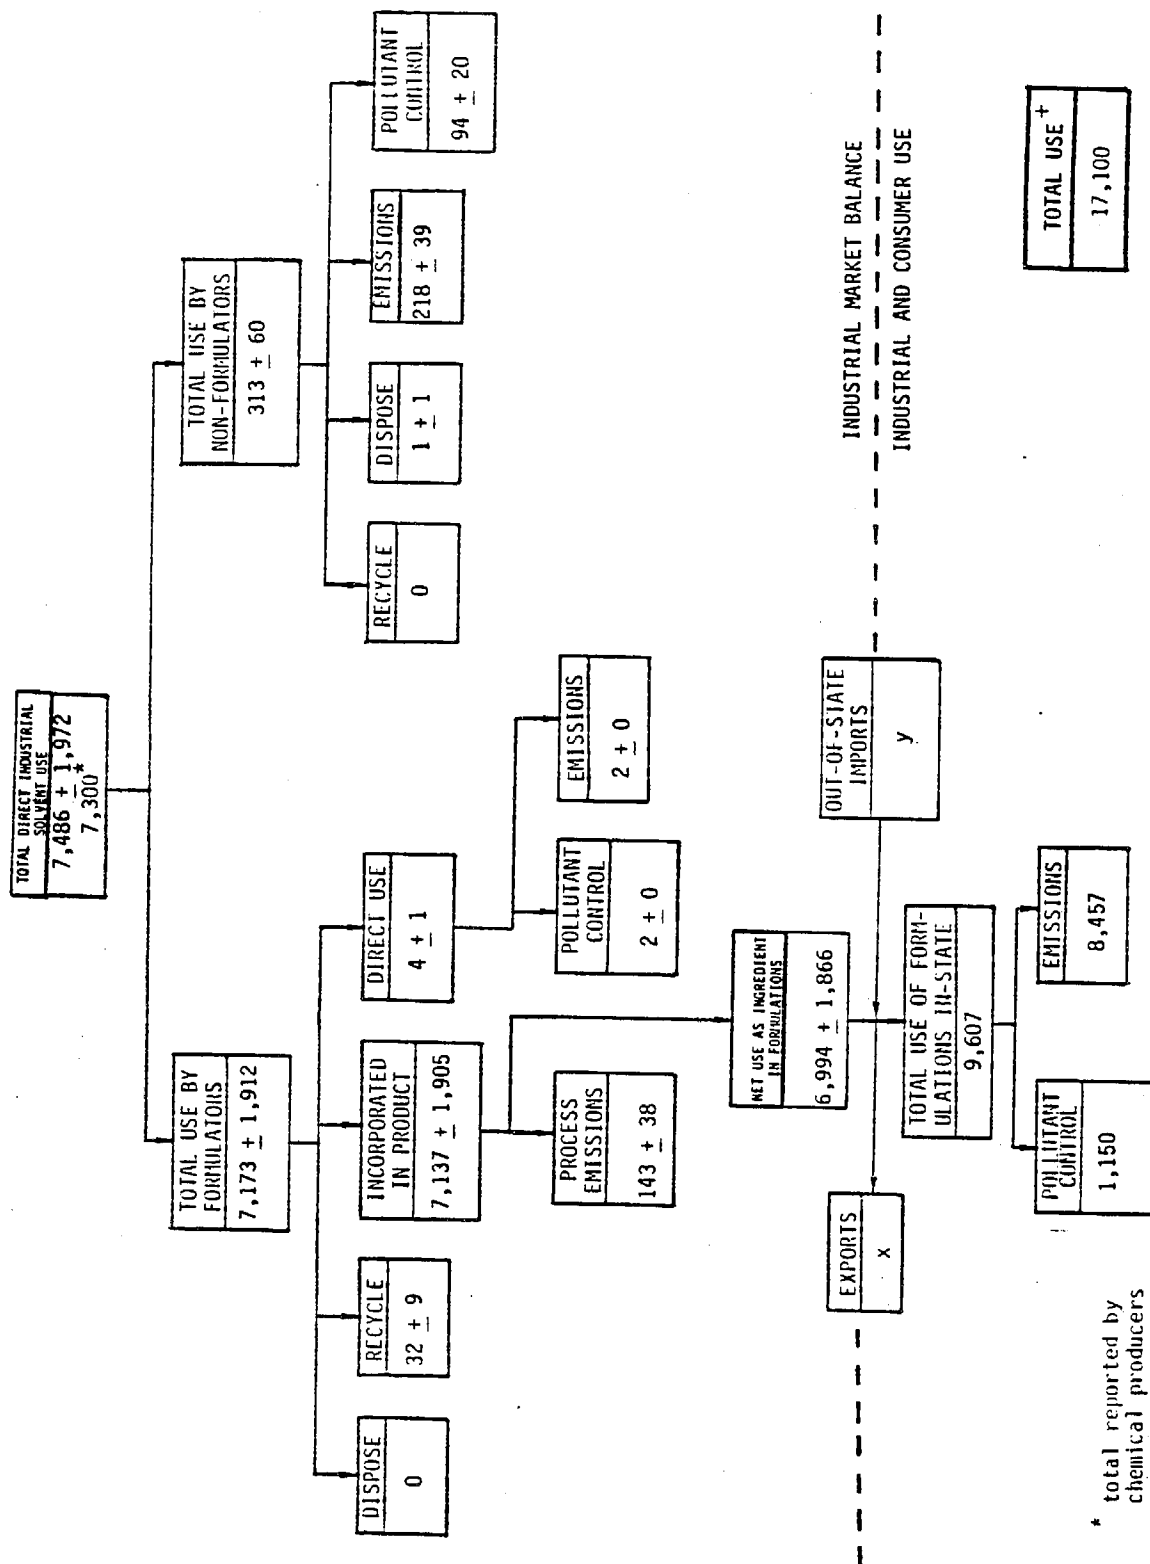 TOTAL DIRECT INDUSTRIAL
SOLVENT USE
7,486 ± 1,972
7,300*
TOTAL USE BY
FORMULATORS
7,173 ± 1,912
TOTAL USE BY
NON-FORMULATORS
313 ± 60
DISPOSE
0
RECYCLE
32 ± 9
INCORPORATED
IN PRODUCT
7,137 ± 1,905
DIRECT USE
4 ± 1
RECYCLE
0
DISPOSE
1 ± 1
EMISSIONS
218 ± 39
POLLUTANT
CONTROL
94 ± 20
PROCESS
EMISSIONS
143 ± 38
POLLUTANT
CONTROL
2 ± 0
EMISSIONS
2 ± 0
NET USE AS INGREDIENT
IN FORMULATIONS
6,994 ± 1,866
EXPORTS
x
OUT-OF-STATE
IMPORTS
y
INDUSTRIAL MARKET BALANCE
INDUSTRIAL AND CONSUMER USE
TOTAL USE OF FORM-
ULATIONS IN-STATE
9,607
POLLUTANT
CONTROL
1,150
EMISSIONS
8,457
TOTAL USE+
17,100
* total reported by
chemical producers